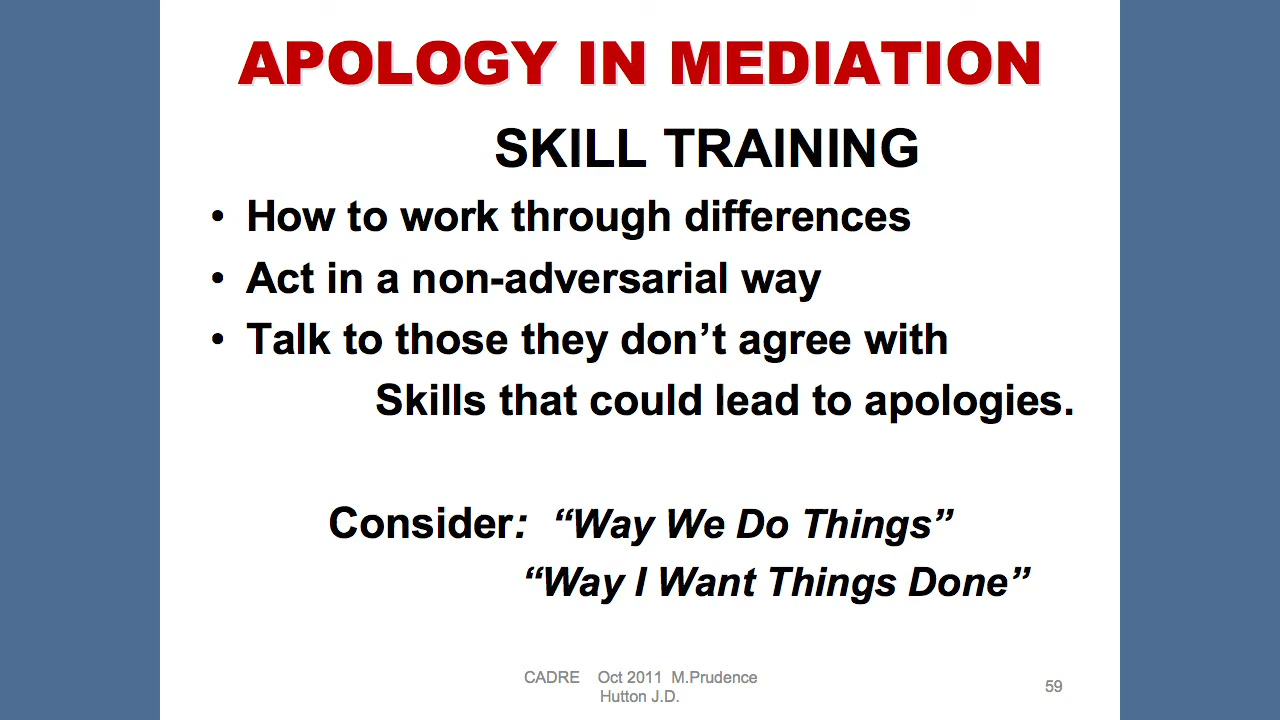 APOLOGY IN MEDIATION
SKILL TRAINING
• How to work through differences
• Act in a non-adversarial way
• Talk to those they don’t agree with
Skills that could lead to apologies.
Consider: “Way We Do Things”
“Way I Want Things Done”
CADRE Oct 2011 M.Prudence
Hutton J.D.
59